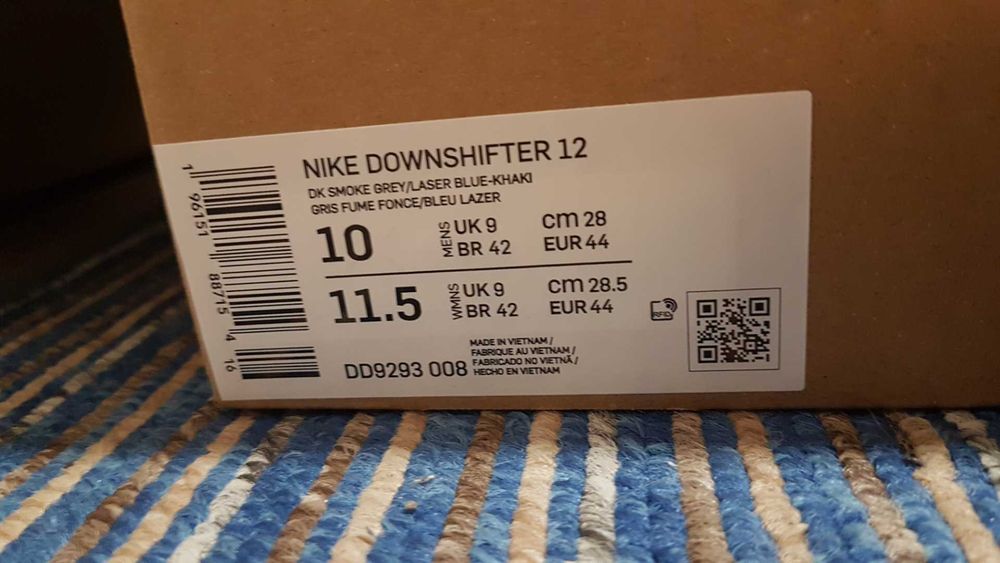 1 96151 88715 4 16
NIKE DOWNSHIFTER 12
DK SMOKE GREY/LASER BLUE-KHAKI
GRIS FUME FONCE/BLEU LAZER
10 MENS UK 9 cm 28
BR 42 EUR 44
11.5 WMNS UK 9 cm 28.5
BR 42 EUR 44
RFID
DD9293 008
MADE IN VIETNAM /
FABRIQUE AU VIETNAM /
FABRICADO NO VIETNÃ /
HECHO EN VIETNAM